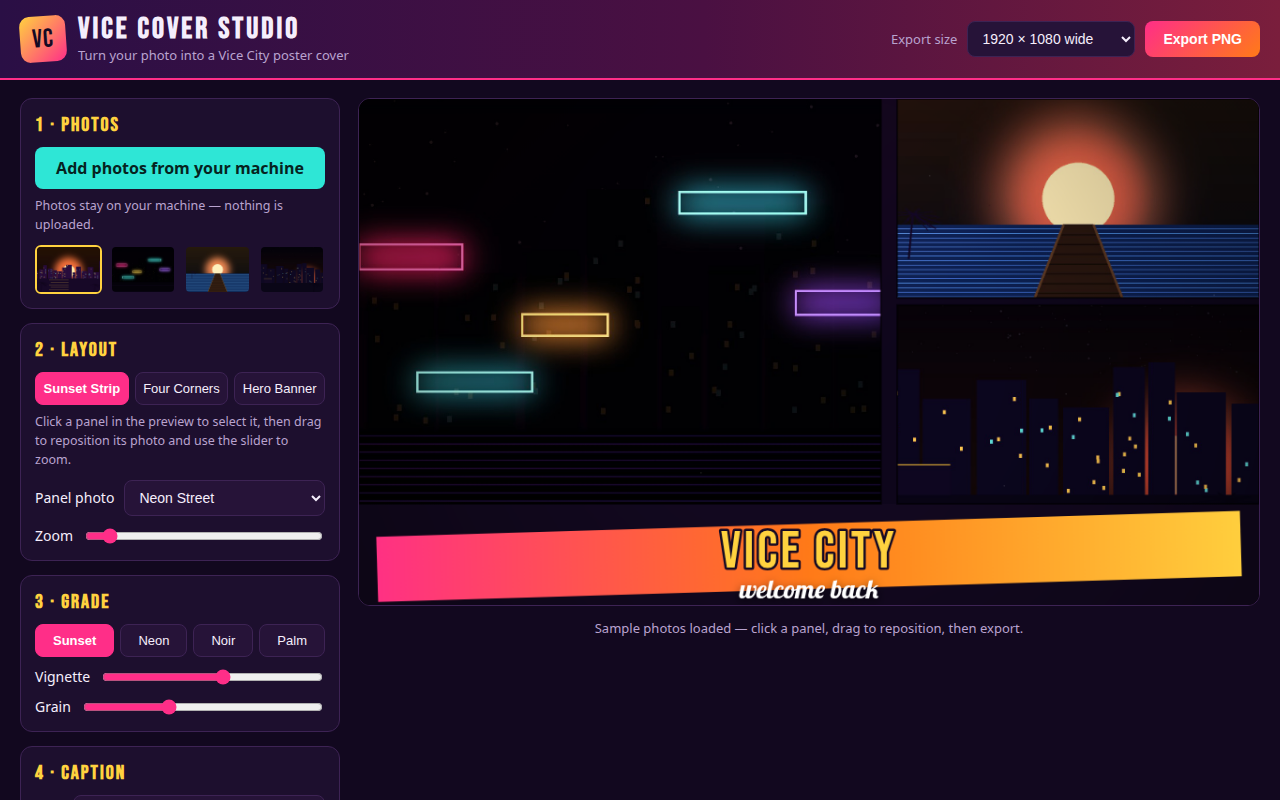 VC
VICE COVER STUDIO
Turn your photo into a Vice City poster cover
Export size
1920 × 1080 wide
Export PNG
1 · PHOTOS
Add photos from your machine
Photos stay on your machine — nothing is
uploaded.
2 · LAYOUT
Sunset Strip
Four Corners
Hero Banner
Click a panel in the preview to select it, then drag
to reposition its photo and use the slider to
zoom.
Panel photo
Neon Street
Zoom
3 · GRADE
Sunset
Neon
Noir
Palm
Vignette
Grain
4 · CAPTION
VICE CITY
welcome back
Sample photos loaded — click a panel, drag to reposition, then export.